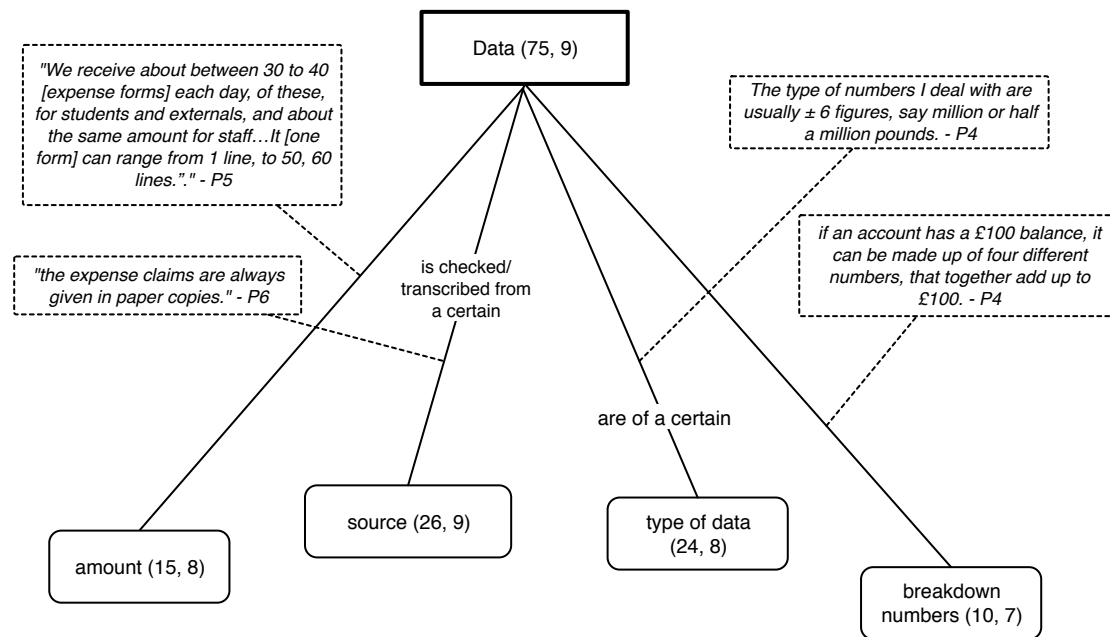 Data (75, 9)
"We receive about between 30 to 40
[expense forms] each day, of these,
for students and externals, and about
the same amount for staff…It [one
form] can range from 1 line, to 50, 60
lines.”." - P5
The type of numbers I deal with are
usually ± 6 figures, say million or half
a million pounds. - P4
if an account has a £100 balance, it
can be made up of four different
numbers, that together add up to
£100. - P4
"the expense claims are always
given in paper copies." - P6
is checked/
transcribed from
a certain
are of a certain
amount (15, 8)
source (26, 9)
type of data
(24, 8)
breakdown
numbers (10, 7)